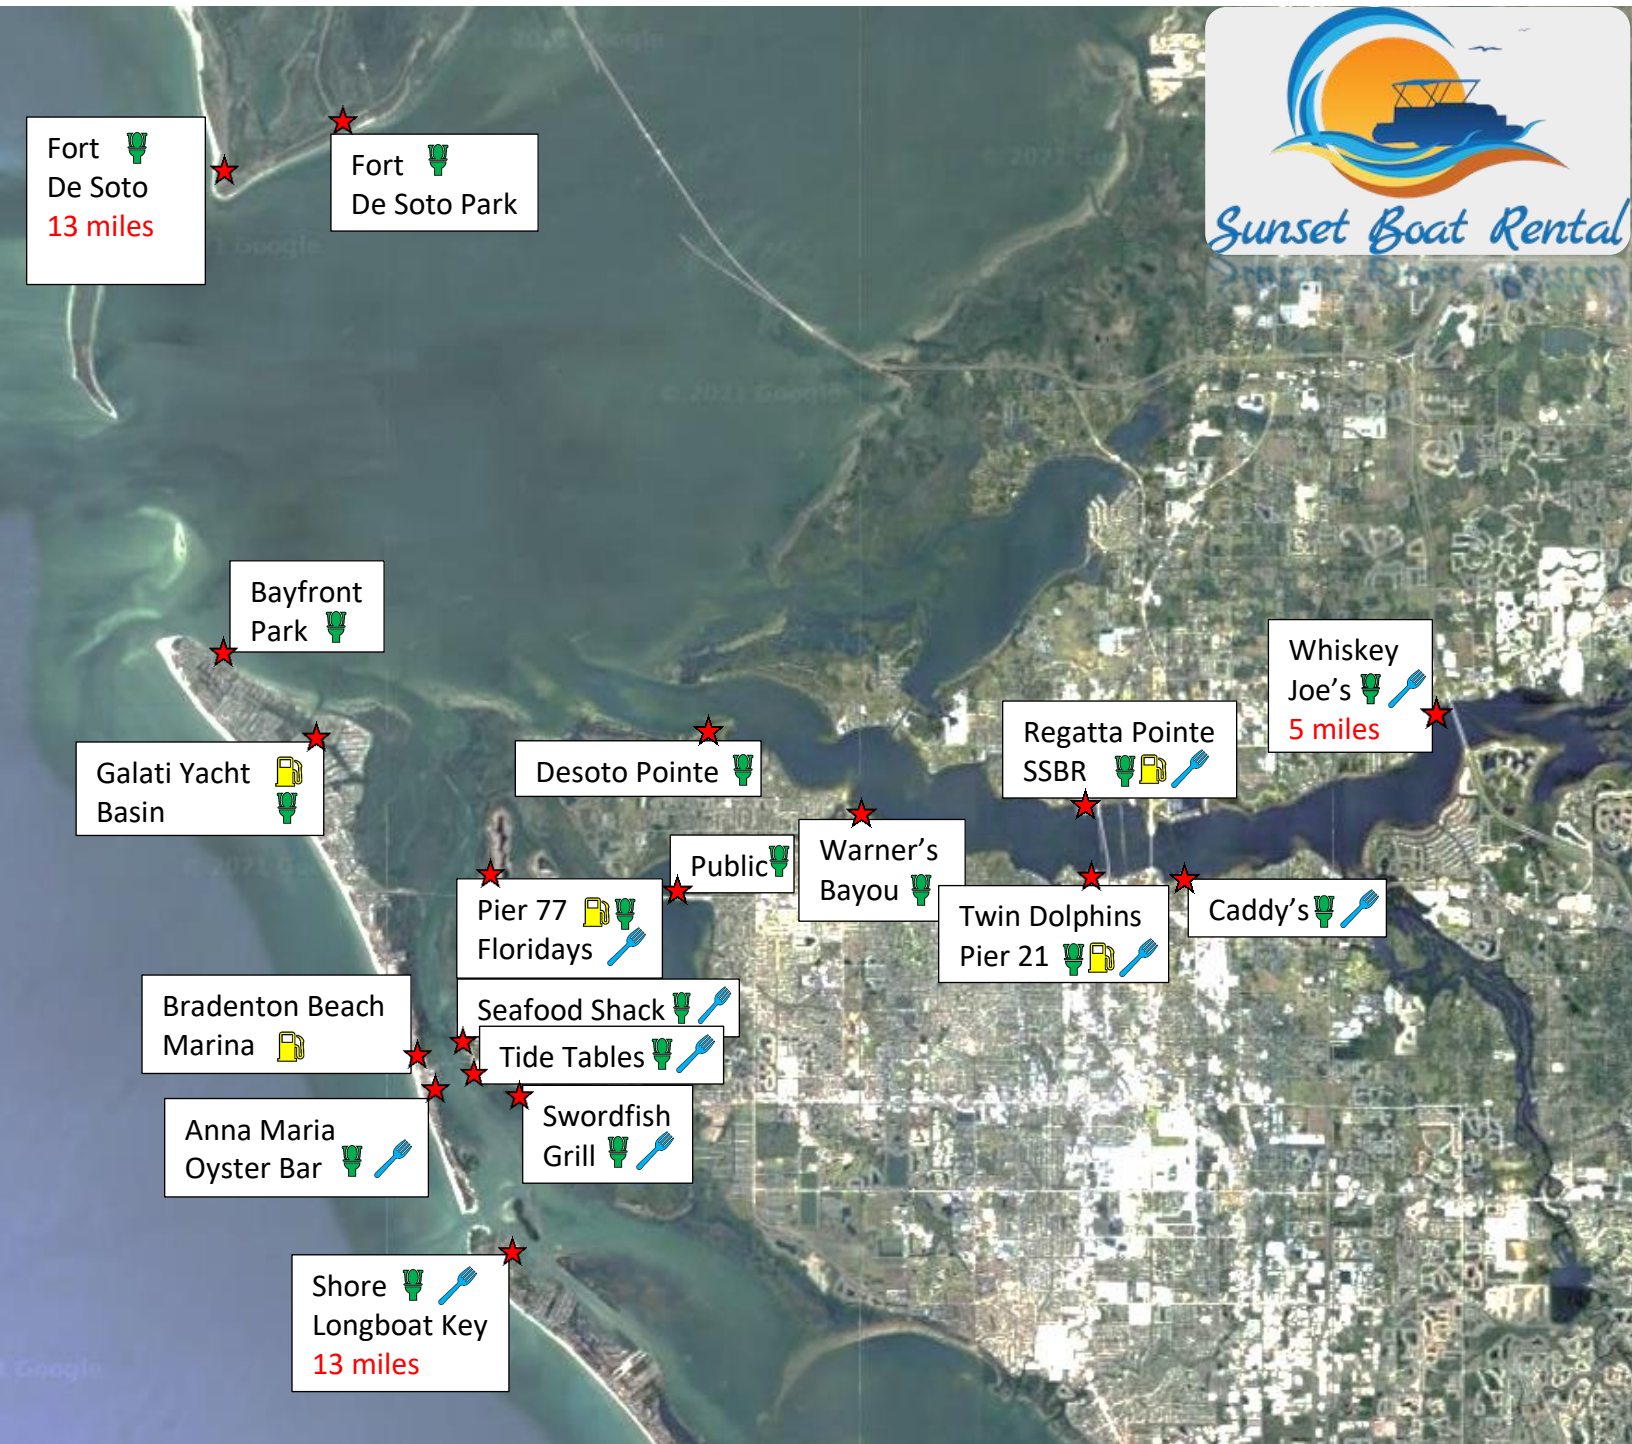 Sunset Boat Rental
Fort
De Soto
13 miles
Fort
De Soto Park
© 2021 Google
Bayfront
Park
Whiskey
Joe's
5 miles
Regatta Pointe
SSBR
Galati Yacht
Basin
Desoto Pointe
Public
Warner's
Bayou
Pier 77
Floridays
Twin Dolphins
Pier 21
Caddy's
Seafood Shack
Bradenton Beach
Marina
Tide Tables
Anna Maria
Oyster Bar
Swordfish
Grill
Shore
Longboat Key
13 miles